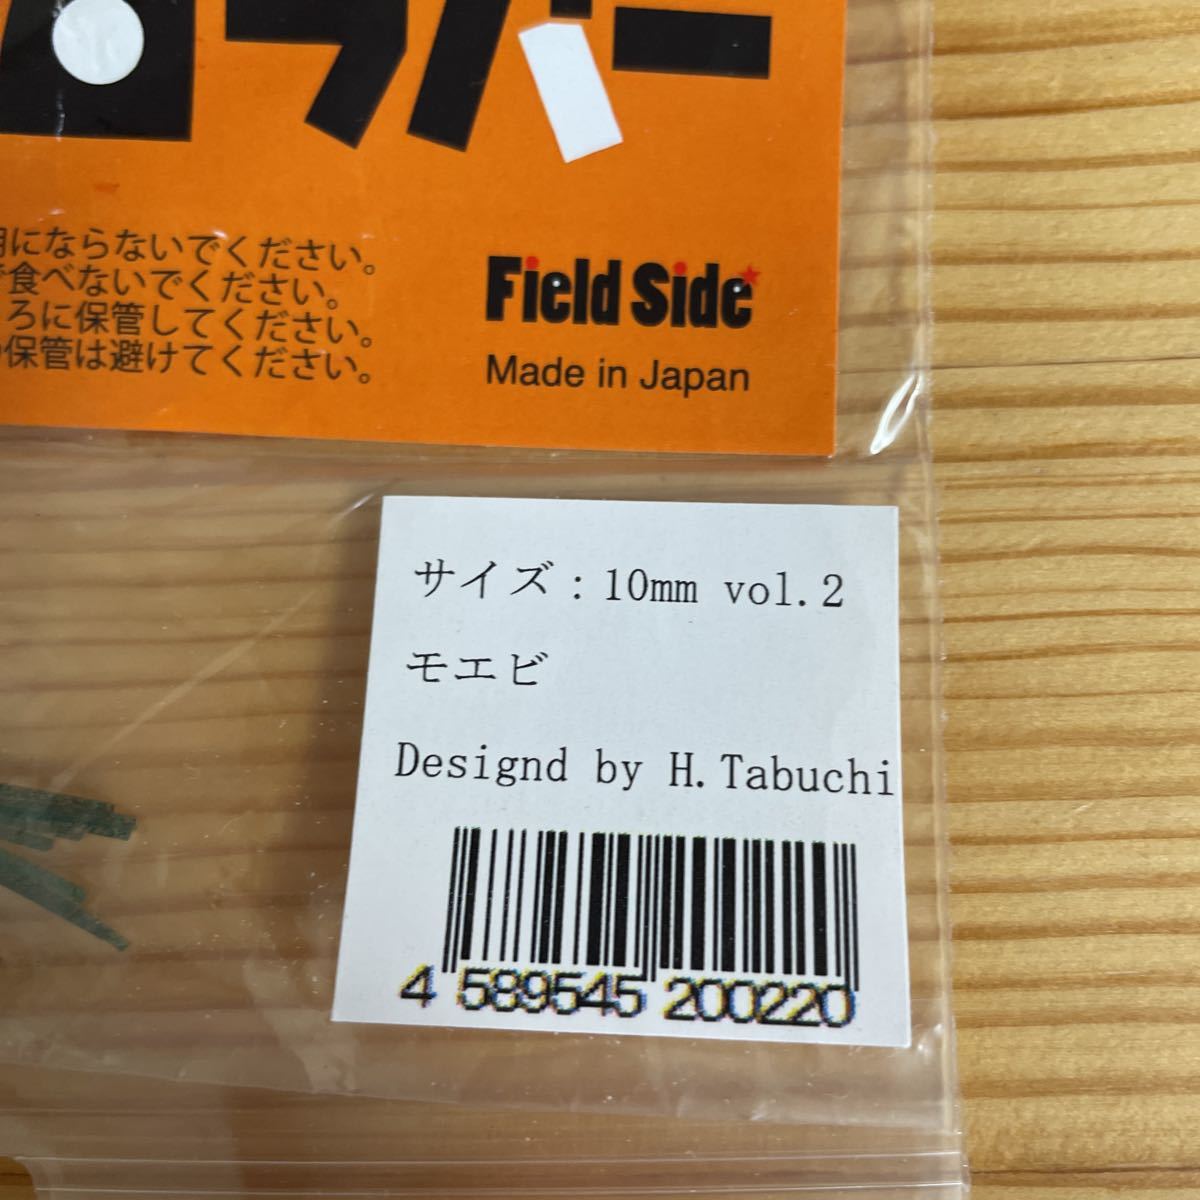 ラバー
にならないでください。
食べないでください。
ろに保管してください。
保管は避けてください。
Field Side
Made in Japan
サイズ：10mm vol.2
モエビ
Designd by H.Tabuchi
4 589545 200220